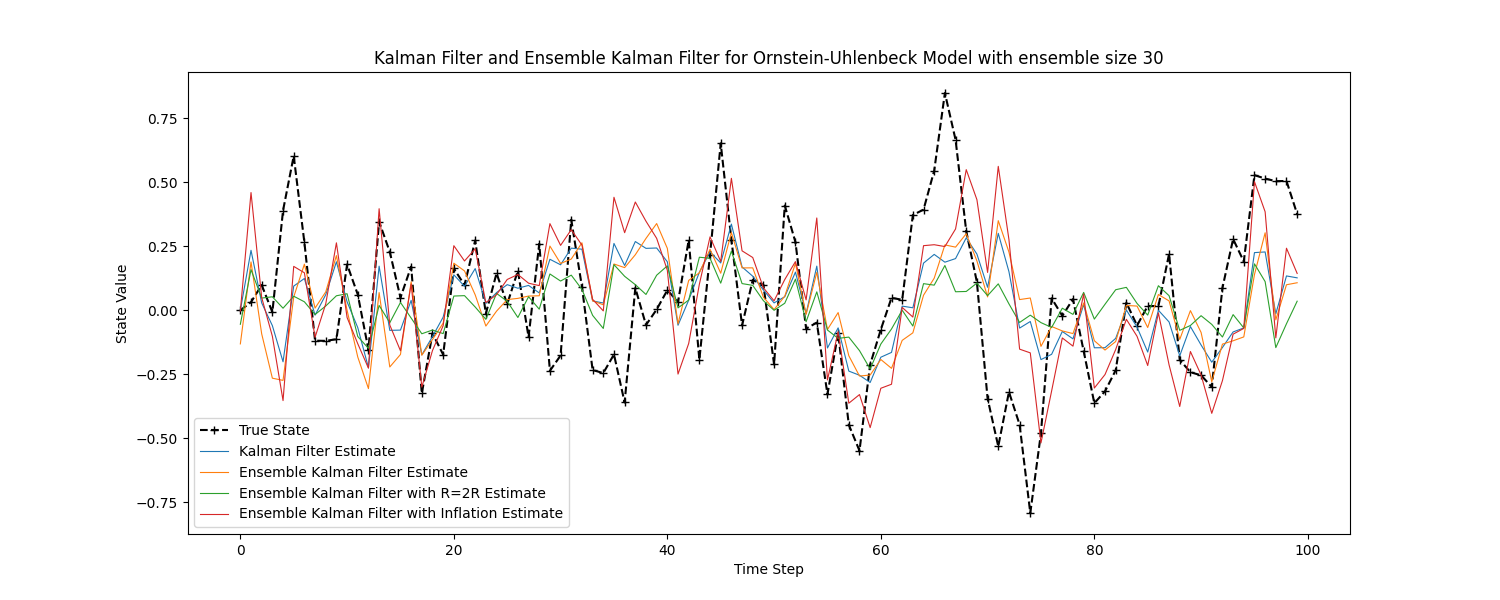 Kalman Filter and Ensemble Kalman Filter for Ornstein-Uhlenbeck Model with ensemble size 30
State Value
0.75
0.50
0.25
0.00
−0.25
−0.50
−0.75
True State
Kalman Filter Estimate
Ensemble Kalman Filter Estimate
Ensemble Kalman Filter with R=2R Estimate
Ensemble Kalman Filter with Inflation Estimate
0 20 40 60 80 100
Time Step